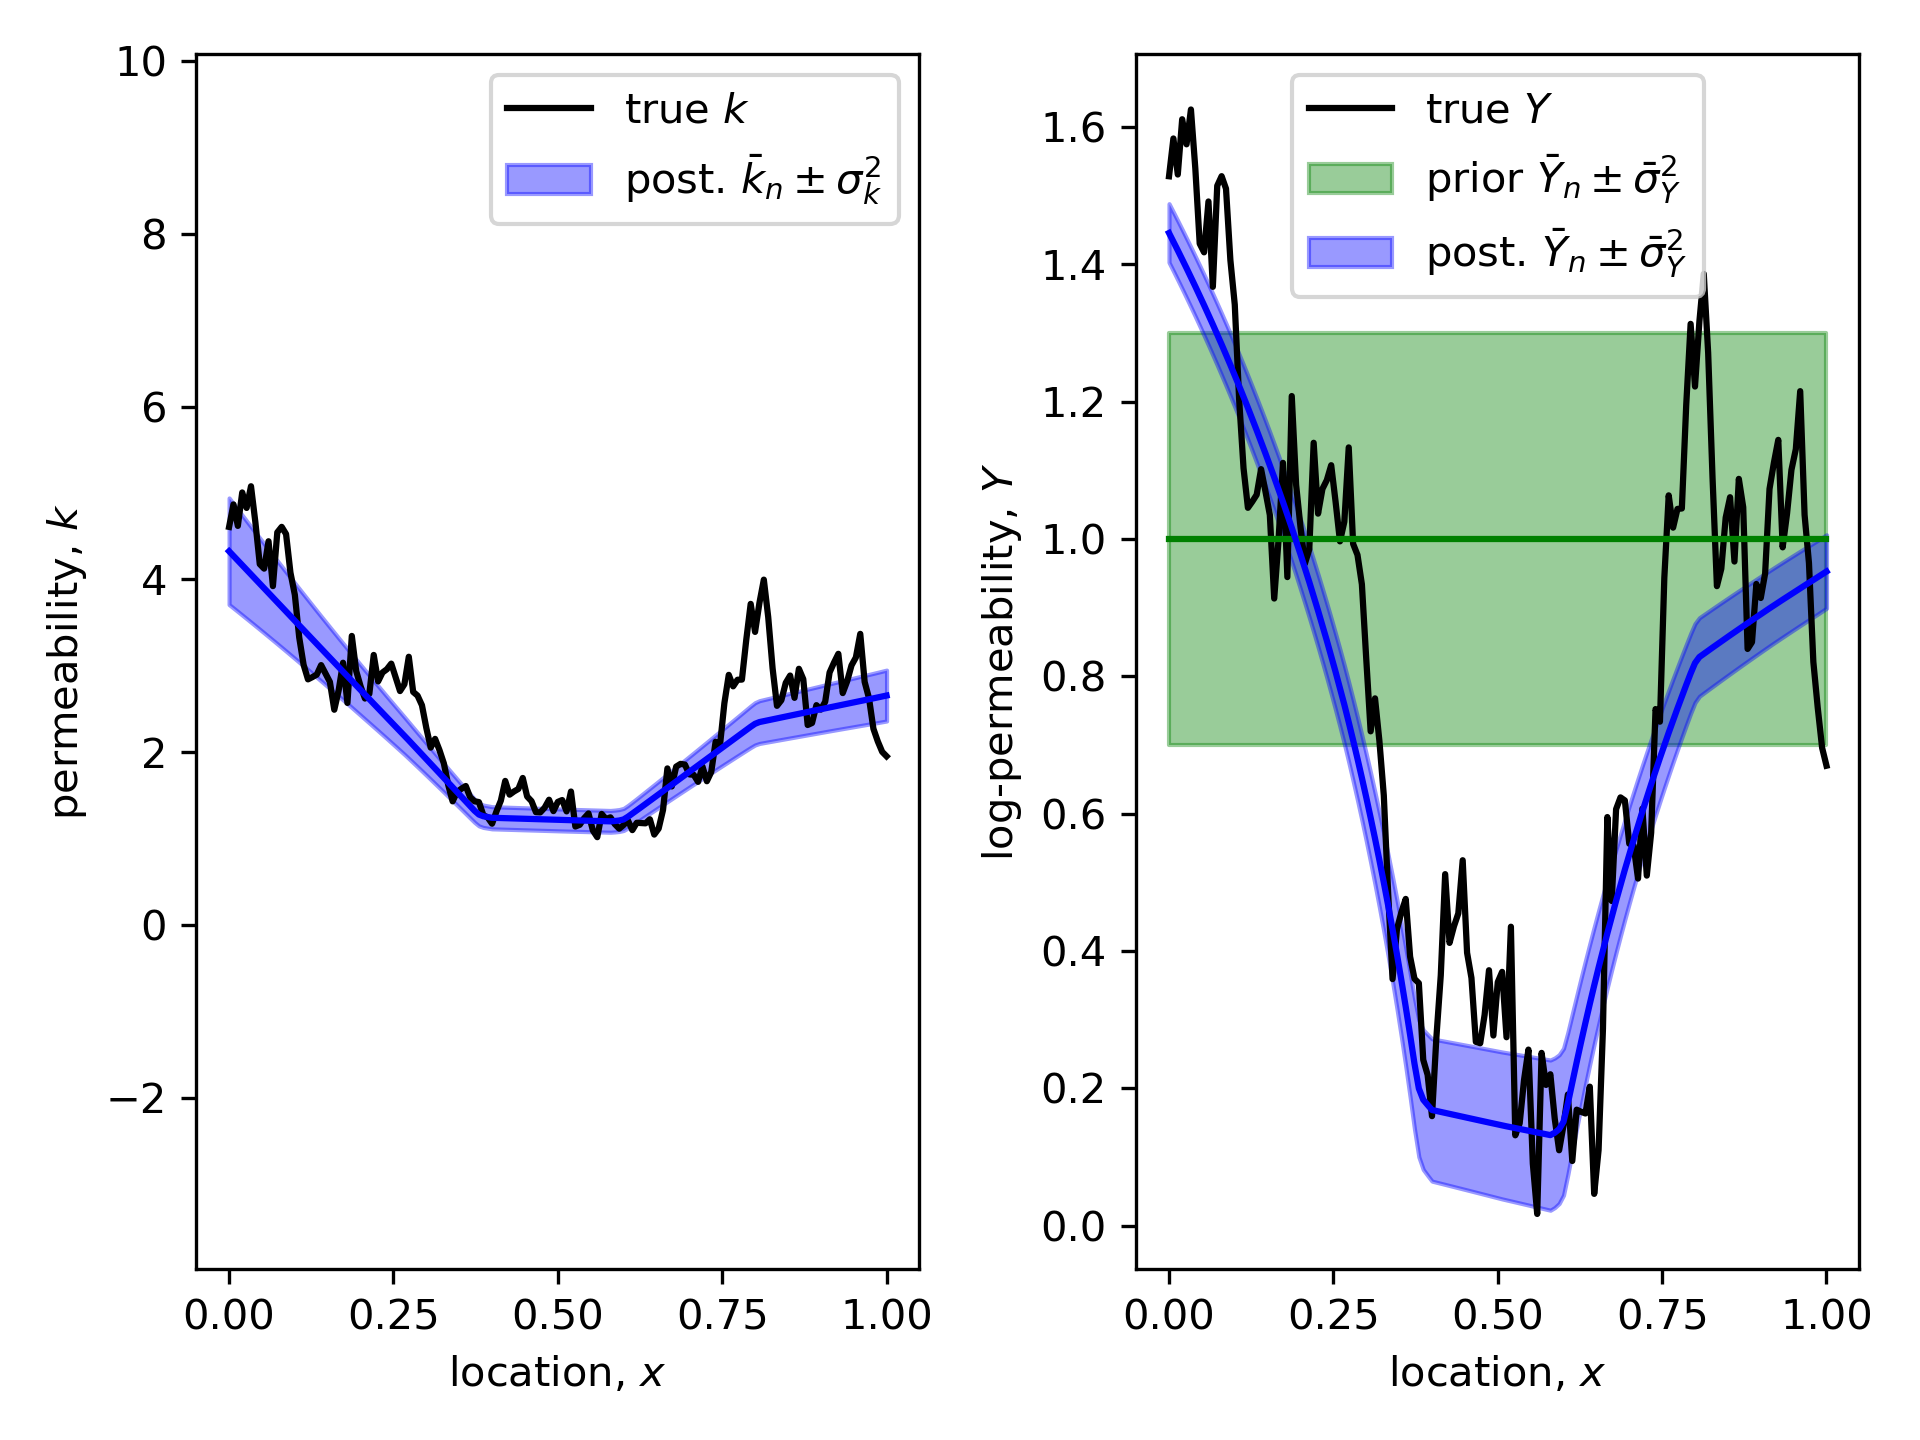 10
8
6
4
2
0
−2
permeability, k
0.00 0.25 0.50 0.75 1.00
location, x
true k
post. k̄ₙ ± σ²ₖ
1.6
1.4
1.2
1.0
0.8
0.6
0.4
0.2
0.0
log-permeability, Y
0.00 0.25 0.50 0.75 1.00
location, x
true Y
prior Ȳₙ ± σ̄²_Y
post. Ȳₙ ± σ̄²_Y